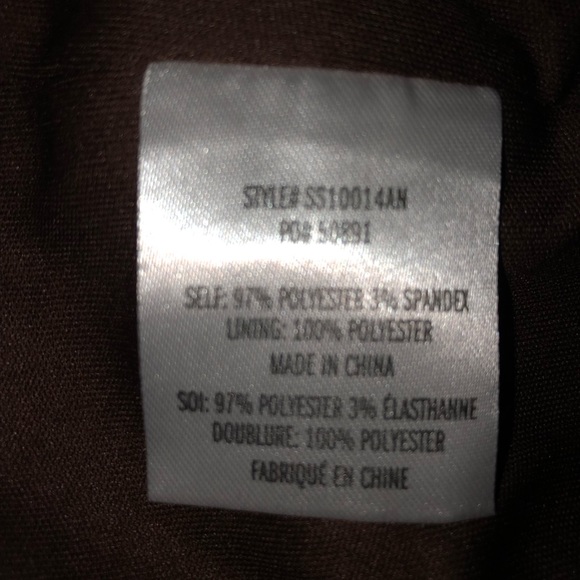 STYLE# SS10014AN
PO# 50891
SELF: 97% POLYESTER 3% SPANDEX
LINING: 100% POLYESTER
MADE IN CHINA
SOI: 97% POLYESTER 3% ÉLASTHANNE
DOUBLURE: 100% POLYESTER
FABRIQUÉ EN CHINE